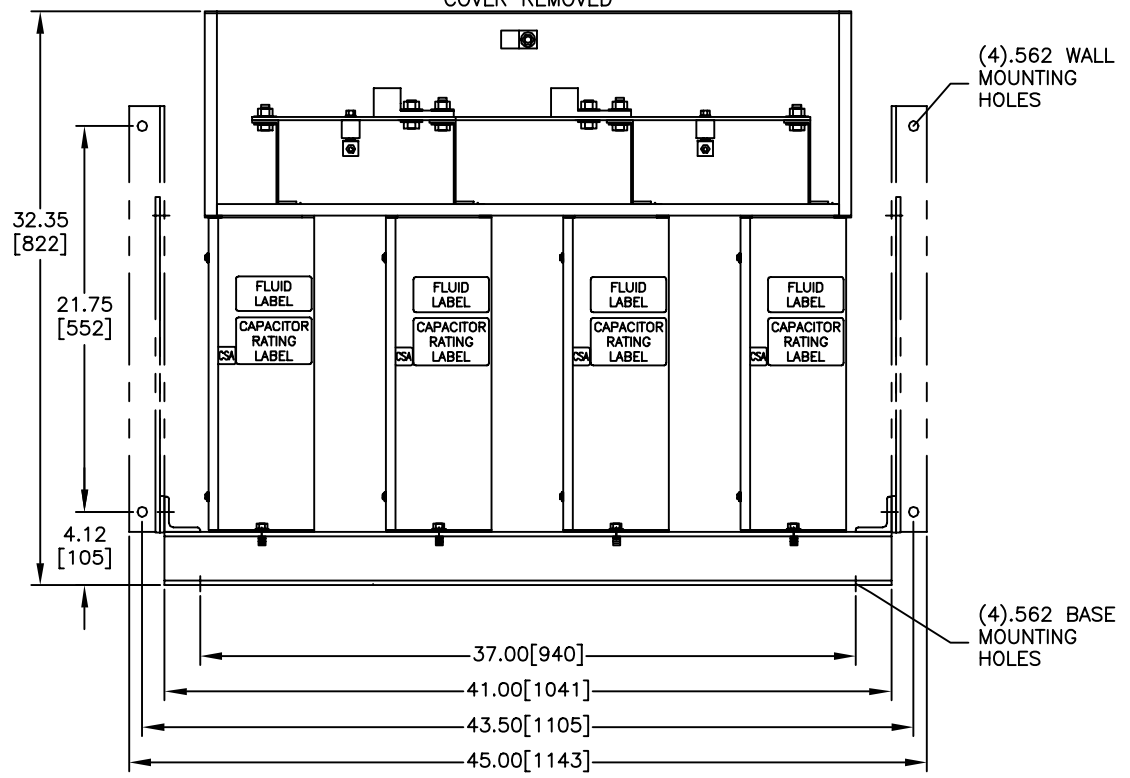 COVER REMOVED
(4).562 WALL
MOUNTING
HOLES
32.35
[822]
21.75
[552]
4.12
[105]
FLUID
LABEL
CAPACITOR
RATING
LABEL
CSA
FLUID
LABEL
CAPACITOR
RATING
LABEL
CSA
FLUID
LABEL
CAPACITOR
RATING
LABEL
CSA
FLUID
LABEL
CAPACITOR
RATING
LABEL
CSA
(4).562 BASE
MOUNTING
HOLES
37.00[940]
41.00[1041]
43.50[1105]
45.00[1143]